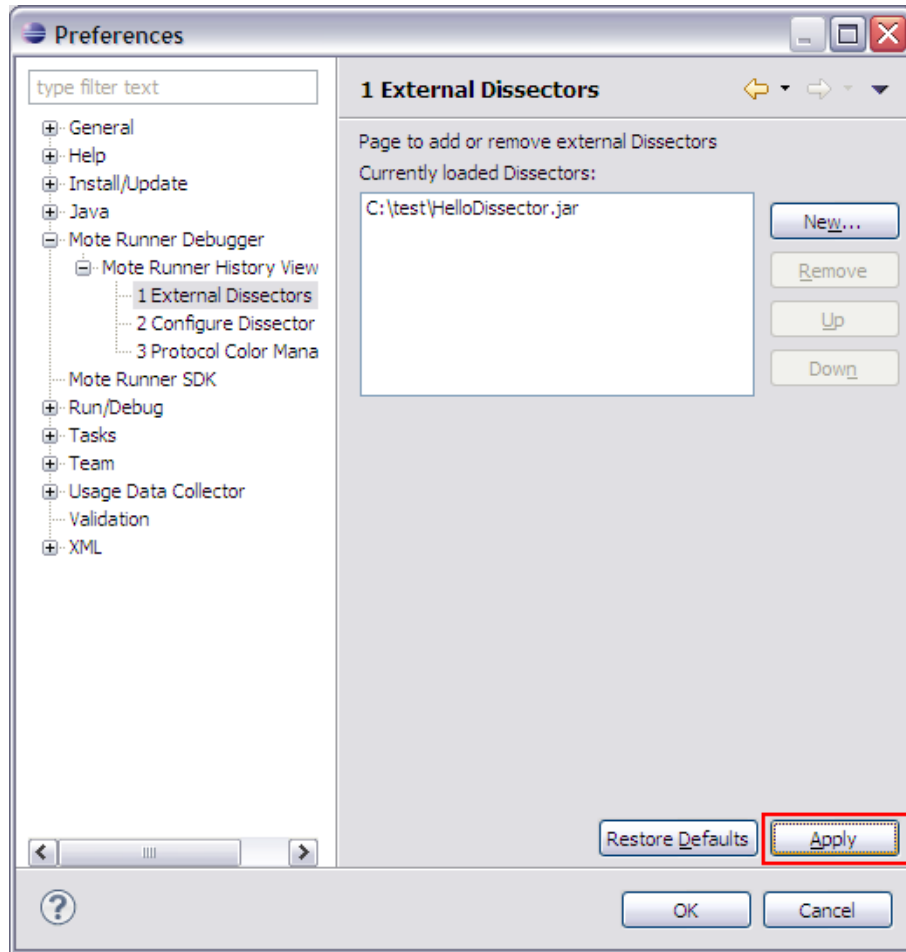 Preferences
type filter text
General
Help
Install/Update
Java
Mote Runner Debugger
Mote Runner History View
1 External Dissectors
2 Configure Dissector
3 Protocol Color Mana
Mote Runner SDK
Run/Debug
Tasks
Team
Usage Data Collector
Validation
XML
1 External Dissectors
Page to add or remove external Dissectors
Currently loaded Dissectors:
C:\test\HelloDissector.jar
New...
Remove
Up
Down
Restore Defaults
Apply
OK
Cancel